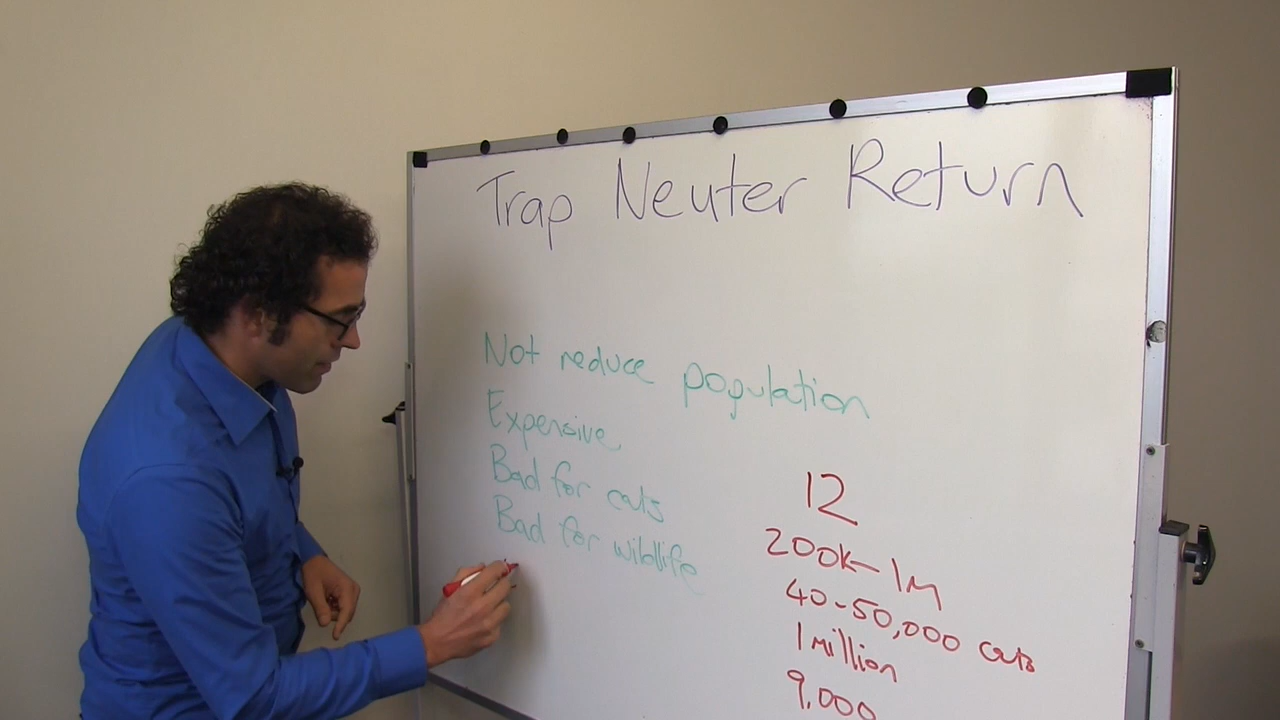 Trap Neuter Return
Not reduce population
Expensive
Bad for cats
Bad for wildlife
12
200K-1M
40-50,000 cats
1 million
9,000